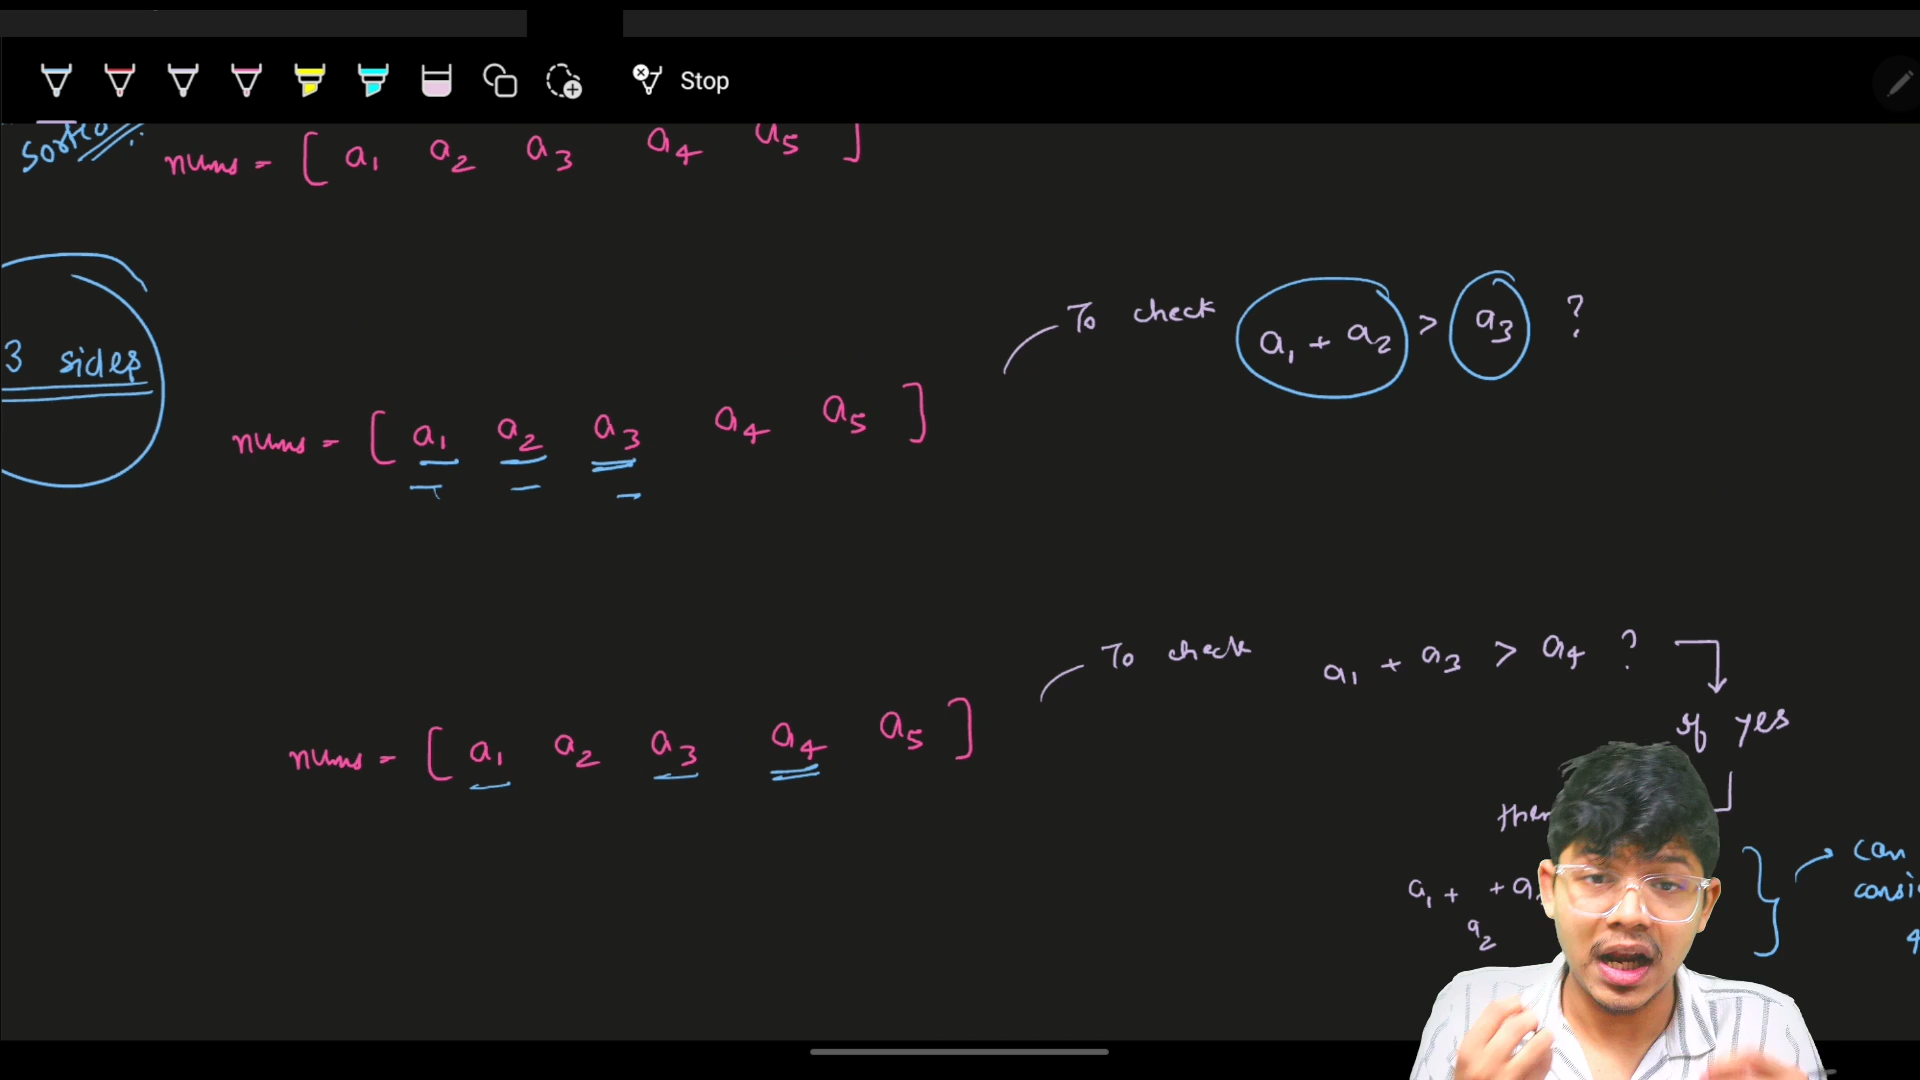 Stop
sorted
nums = [ a1 a2 a3 a4 a5 ]
To check a1 + a2 > a3 ?
3 sides
nums = [ a1 a2 a3 a4 a5 ]
To check a1 + a3 > a4 ?
if yes
nums = [ a1 a2 a3 a4 a5 ]
then
can
a1 + a2 +